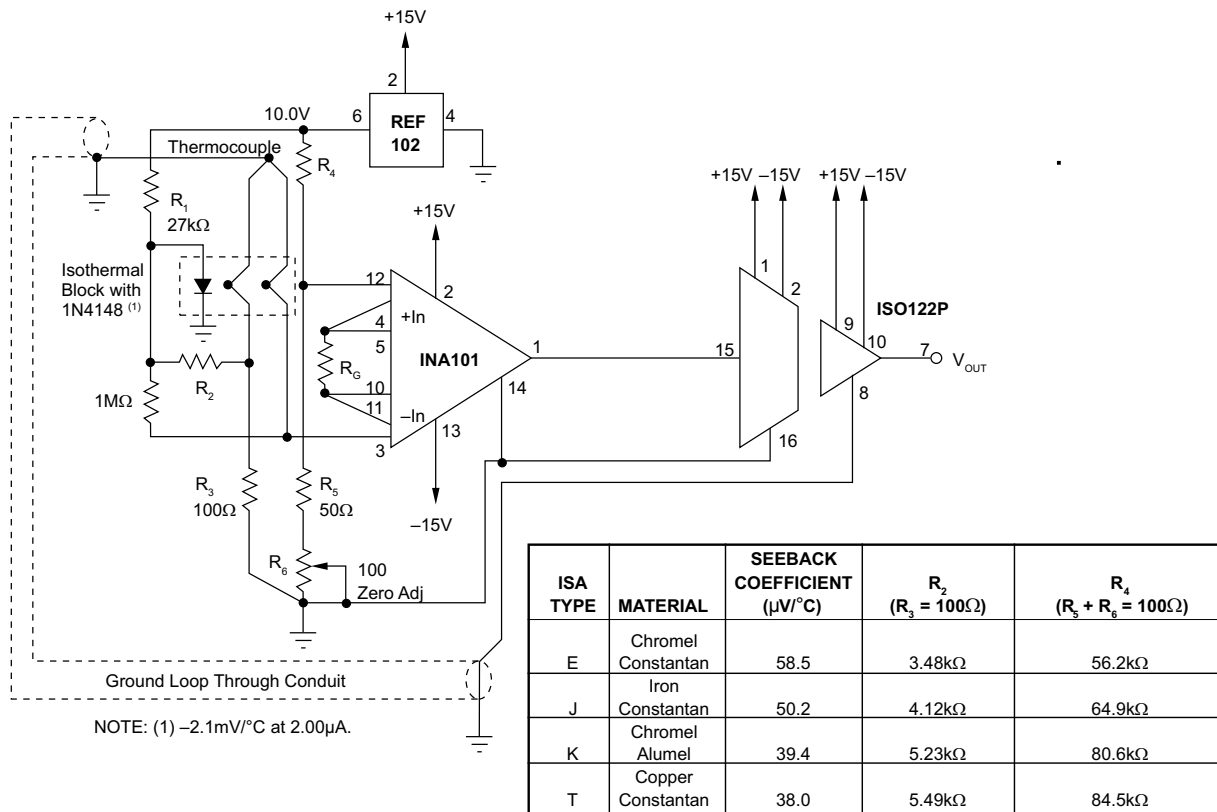 +15V
2
10.0V
6
REF
102
4
Thermocouple
R4
R1
27kΩ
+15V
+15V –15V
+15V –15V
Isothermal
Block with
1N4148 (1)
12
2
1
2
+In
4
5
ISO122P
9
10
RG
INA101
1
15
7
VOUT
R2
10
11
14
8
1MΩ
–In
3
13
16
R3
100Ω
R5
50Ω
–15V
R6
100
Zero Adj
Ground Loop Through Conduit
NOTE: (1) –2.1mV/°C at 2.00µA.
ISA
TYPE
MATERIAL
SEEBACK
COEFFICIENT
(µV/°C)
R2
(R3 = 100Ω)
R4
(R5 + R6 = 100Ω)
E
Chromel
Constantan
58.5
3.48kΩ
56.2kΩ
J
Iron
Constantan
50.2
4.12kΩ
64.9kΩ
K
Chromel
Alumel
39.4
5.23kΩ
80.6kΩ
T
Copper
Constantan
38.0
5.49kΩ
84.5kΩ